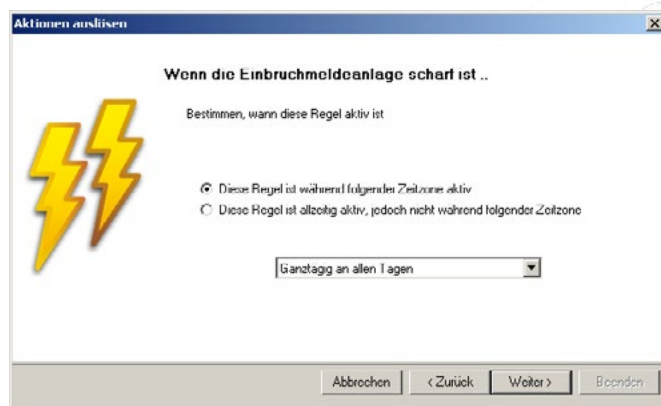 Aktionen auslösen
Wenn die Einbruchmeldeanlage scharf ist ..
Bestimmen, wann diese Regel aktiv ist
Diese Regel ist während folgender Zeitzone aktiv
Diese Regel ist allzeitig aktiv, jedoch nicht während folgender Zeitzone
Ganztagig an allen Tagen
Abbrechen < Zurück Weiter > Beenden